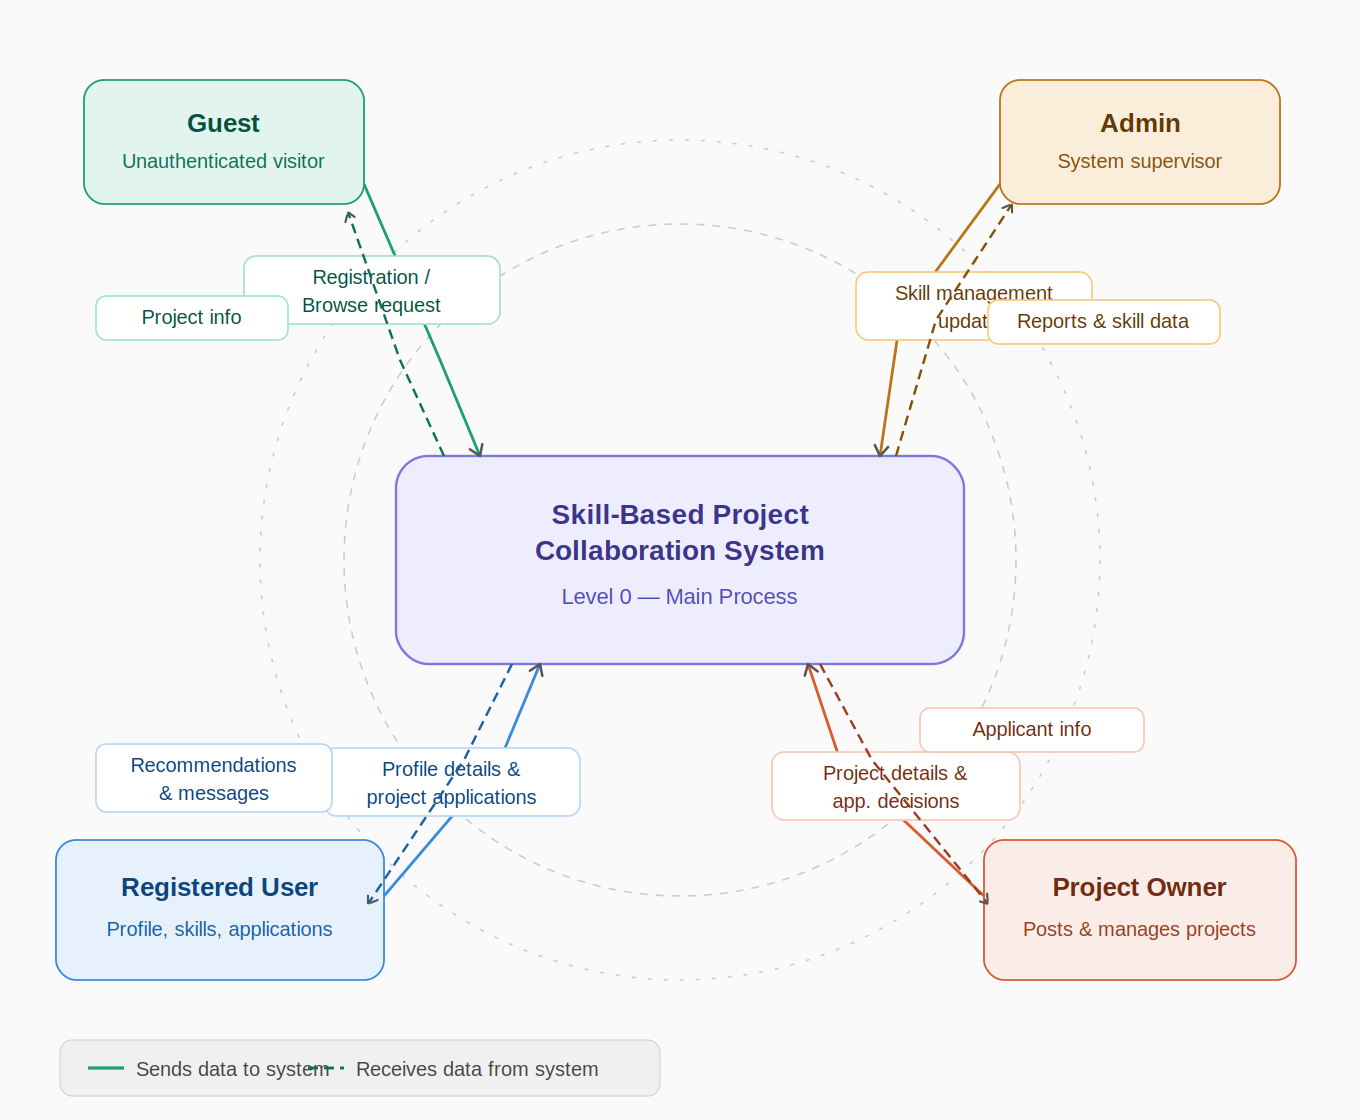 Guest
Unauthenticated visitor
Admin
System supervisor
Registration /
Browse request
Project info
Skill management
Reports & skill data
Skill-Based Project
Collaboration System
Level 0 — Main Process
Applicant info
Recommendations
& messages
Profile details &
project applications
Project details &
app. decisions
Registered User
Profile, skills, applications
Project Owner
Posts & manages projects
Sends data to system
Receives data from system